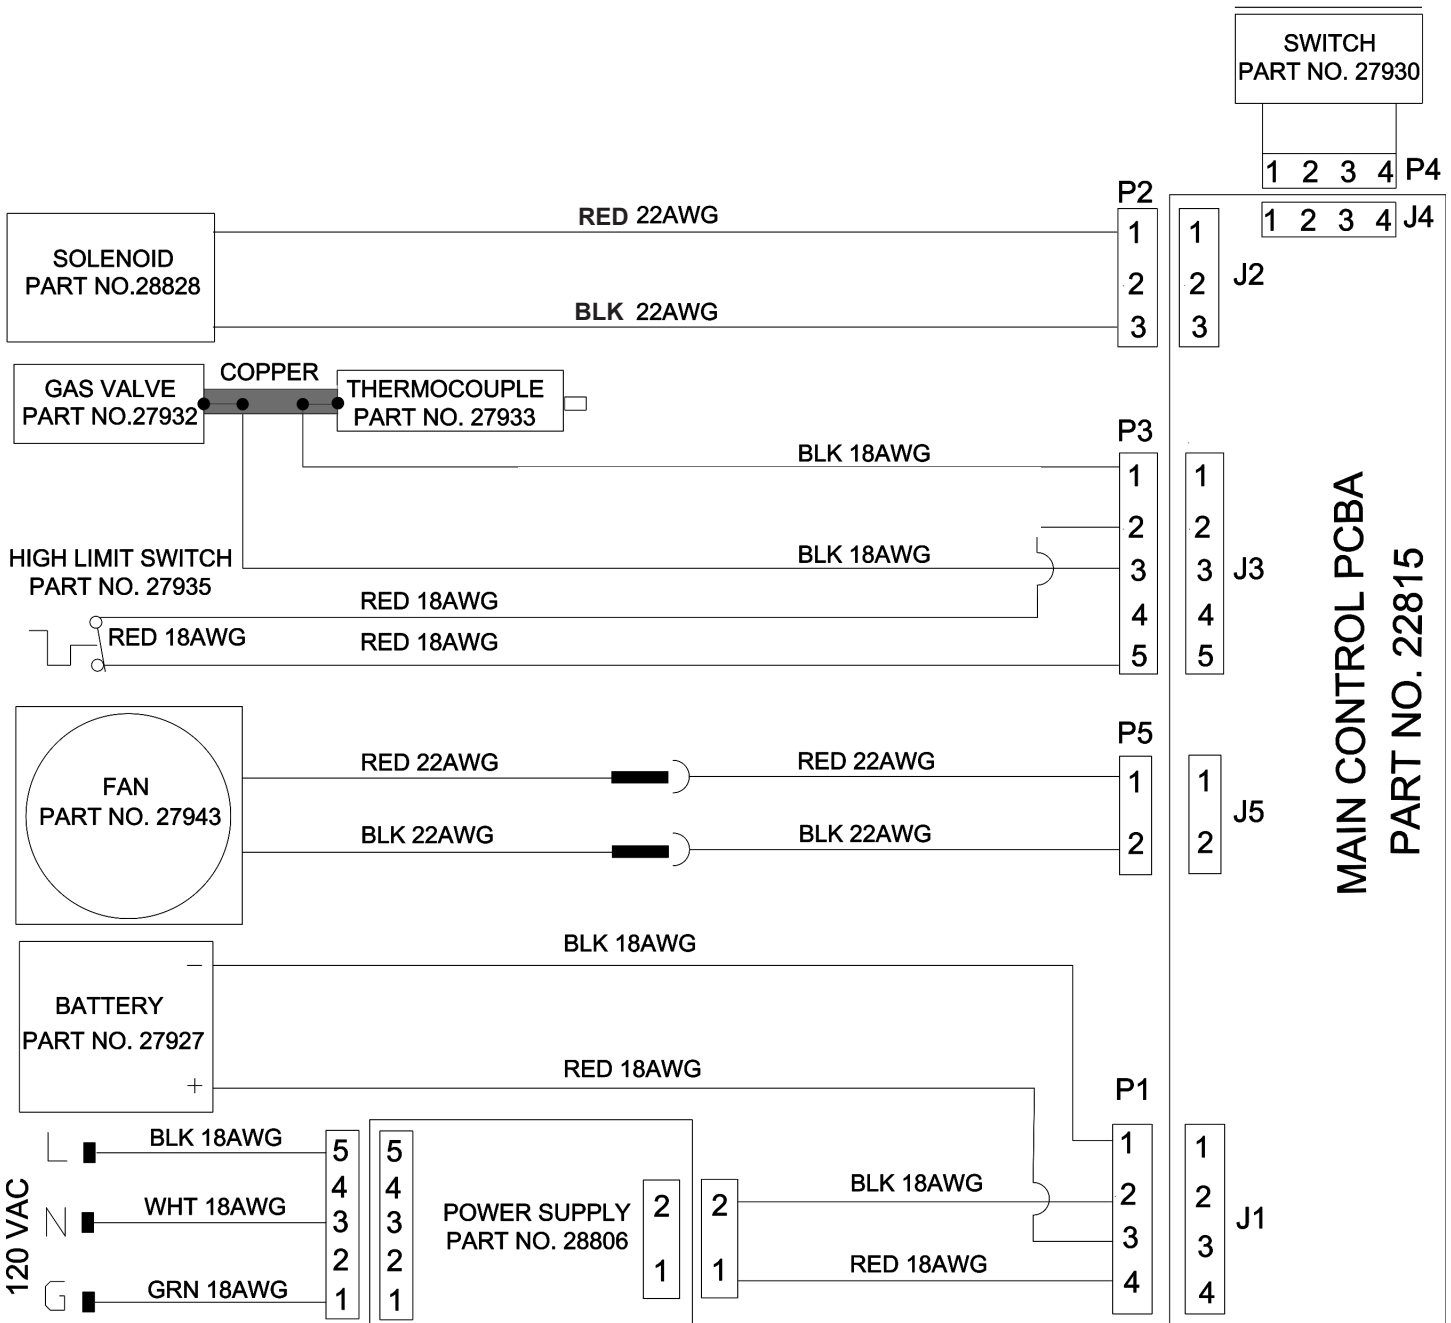 SWITCH
PART NO. 27930
1 2 3 4 P4
1 2 3 4 J4
P2
1
2
3
1
2
3
J2
RED 22AWG
SOLENOID
PART NO.28828
BLK 22AWG
GAS VALVE
PART NO.27932
COPPER
THERMOCOUPLE
PART NO. 27933
P3
1
2
3
4
5
1
2
3
4
5
J3
BLK 18AWG
BLK 18AWG
HIGH LIMIT SWITCH
PART NO. 27935
RED 18AWG
RED 18AWG
RED 18AWG
MAIN CONTROL PCBA
PART NO. 22815
FAN
PART NO. 27943
RED 22AWG
RED 22AWG
BLK 22AWG
BLK 22AWG
P5
1
2
1
2
J5
BATTERY
PART NO. 27927
−
+
BLK 18AWG
RED 18AWG
P1
1
2
3
4
1
2
3
4
J1
120 VAC
L
N
G
BLK 18AWG
WHT 18AWG
GRN 18AWG
5
4
3
2
1
5
4
3
2
1
POWER SUPPLY
PART NO. 28806
2
1
2
1
BLK 18AWG
RED 18AWG